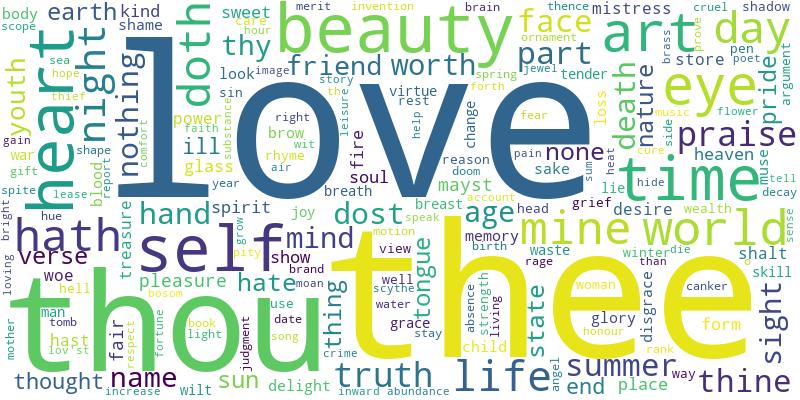 body
scope
earth
kind
shame
sweet
care
hour
merit
invention
brain
thence
mistress
cruel
shadow
love
beauty
face
ornament
art
day
brass
prove
pen
poet
thy
doth
heart
night
youth
sea
hope
thief
nothing
look
image
friend
worth
story
spring
jewel
forth
tender
part
store
eye
pride
argument
sin
th
virtue
rest
leisure
help
change
loss
death
nature
music
flower
power
faith
substance
right
brow
wit
fire
fear
side
praise
gain
war
shape
comfort
ill
rhyme
glass
air
soul
reason
doom
pain
none
cure
heat
heaven
muse
tell
gift
blood
report
year
breath
mayst
sake
sum
time
lie
hide
decay
spite
lease
hue
bright
treasure
hand
spirit
joy
dost
breast
account
age
head
grief
desire
wealth
sense
hath
self
grow
pity
mind
speak
motion
memory
birth
mine
world
waste
winter
die
loving
verse
woe
hell
show
brand
moan
view
scythe
well
water
tongue
thee
rage
than
shalt
skill
pleasure
bosom
hate
use
thing
grace
stay
absence
strength
living
state
woman
glory
honour
disgrace
canker
form
sight
mother
man
tomb
hast
lov st
thou
fair
respect
fortune
book
light
judgment
date
song
crime
child
angel
rank
thought
name
increase
wilt
sun
delight
inward
abundance
truth
life
end
summer
place
way
thine